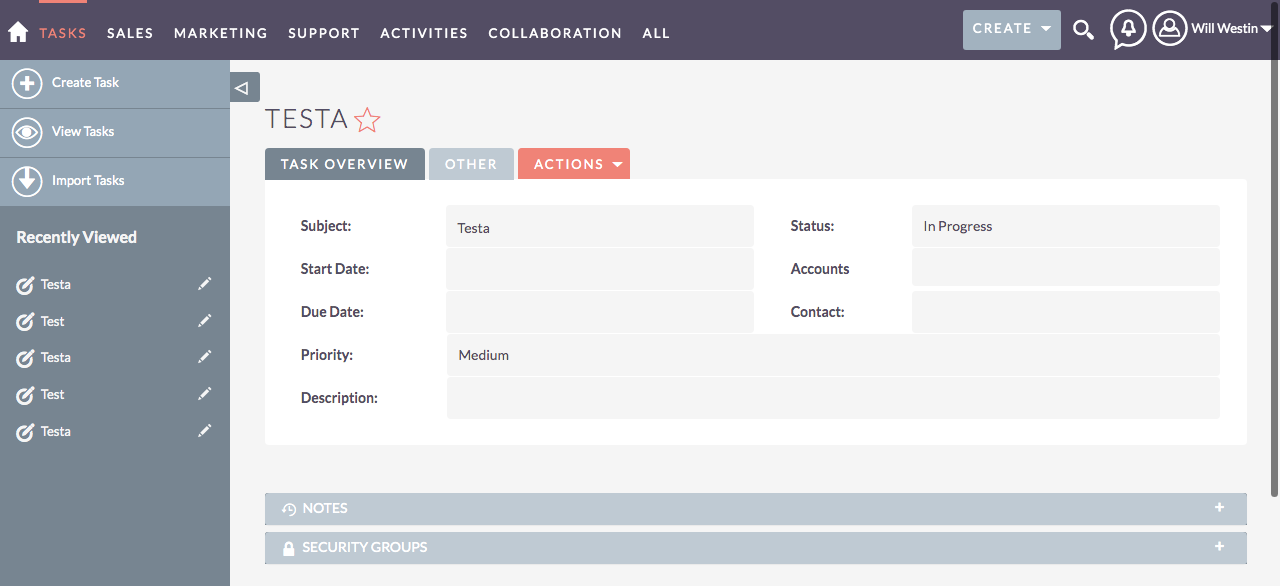 TASKS SALES MARKETING SUPPORT ACTIVITIES COLLABORATION ALL CREATE Will Westin
Create Task
View Tasks
Import Tasks
Recently Viewed
Testa
Test
Testa
Test
Testa
TESTA
TASK OVERVIEW OTHER ACTIONS
Subject: Testa Status: In Progress
Start Date: Accounts
Due Date: Contact:
Priority: Medium
Description:
NOTES
SECURITY GROUPS